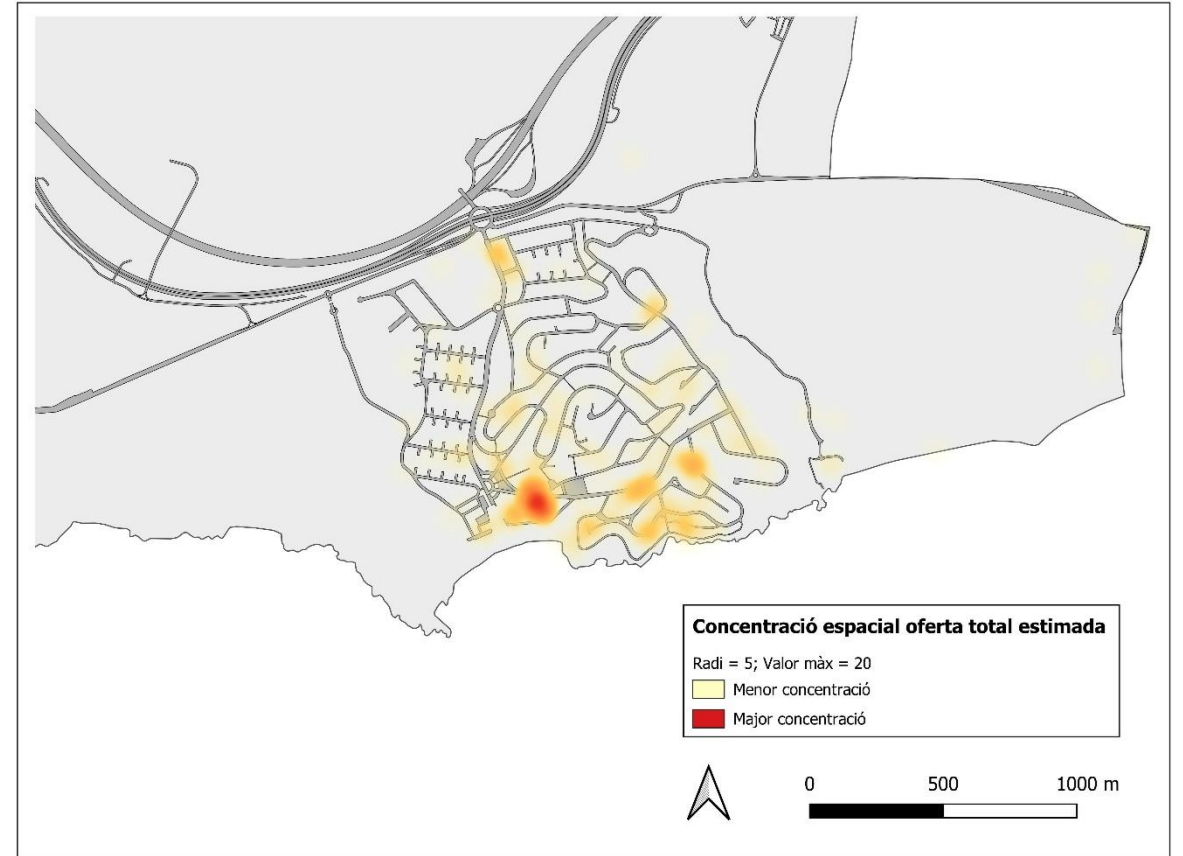 Concentració espacial oferta total estimada
Radi = 5; Valor màx = 20
Menor concentració
Major concentració
0 500 1000 m